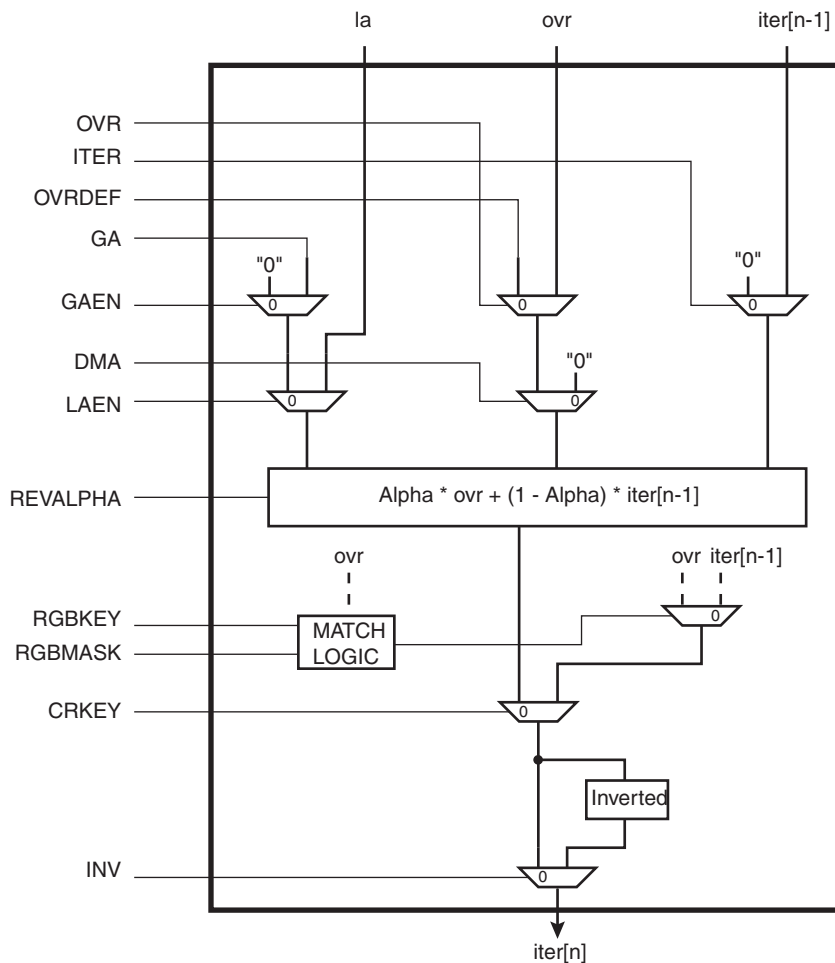 la ovr iter[n-1]
OVR
ITER
OVRDEF
GA
"0" "0"
GAEN 0 0 0
DMA "0"
LAEN 0 0
REVALPHA Alpha * ovr + (1 - Alpha) * iter[n-1]
ovr ovr iter[n-1]
RGBKEY 0
MATCH
RGBMASK LOGIC
CRKEY 0
Inverted
INV 0
iter[n]